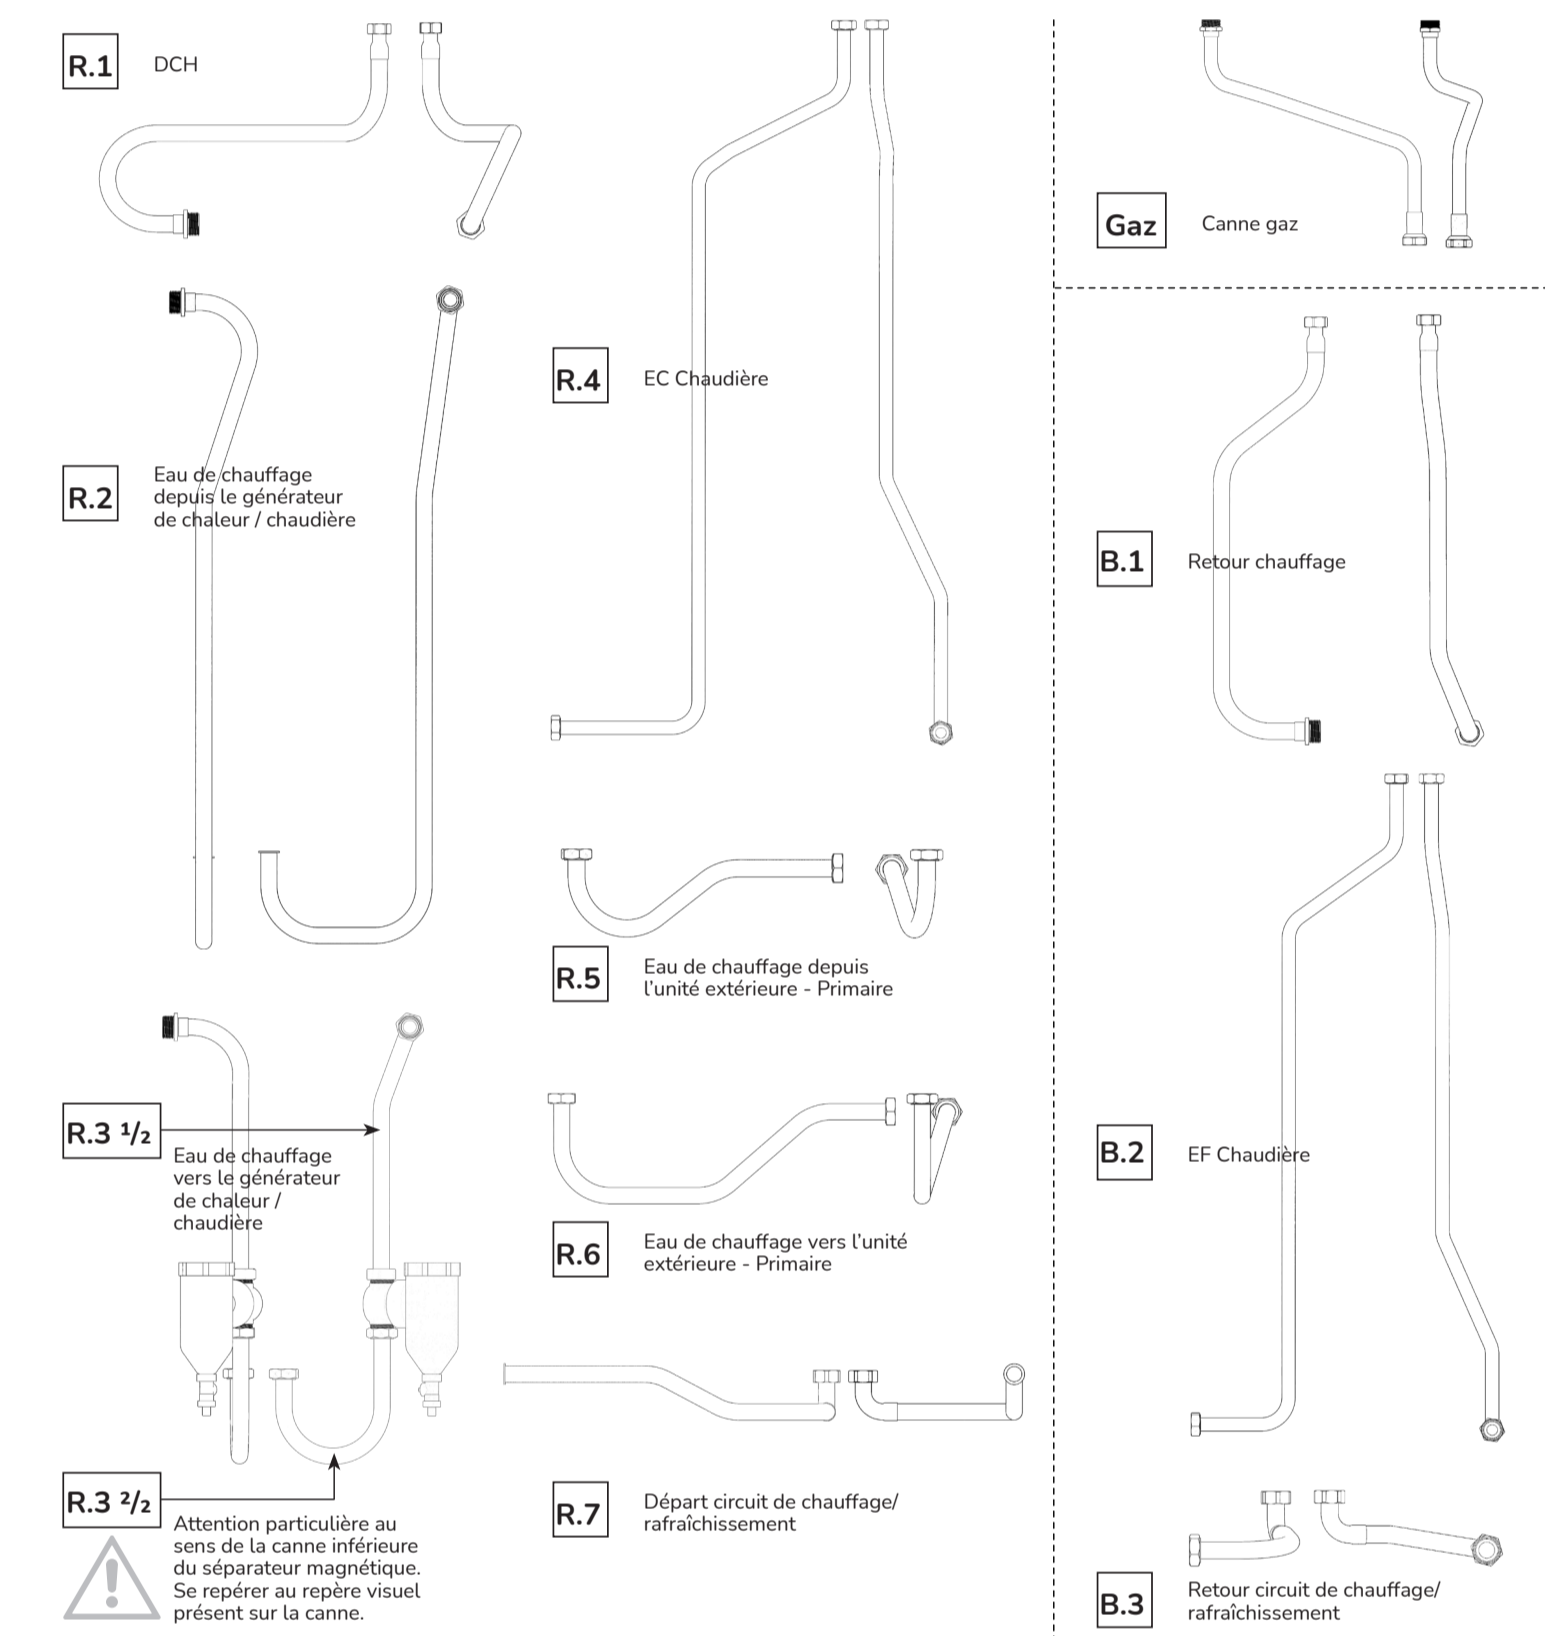 R.1
DCH
R.2
Eau de chauffage
depuis le générateur
de chaleur / chaudière
R.3 ¹/₂
Eau de chauffage
vers le générateur
de chaleur /
chaudière
R.3 ²/₂
Attention particulière au
sens de la canne inférieure
du séparateur magnétique.
Se repérer au repère visuel
présent sur la canne.
R.4
EC Chaudière
R.5
Eau de chauffage depuis
l’unité extérieure - Primaire
R.6
Eau de chauffage vers l’unité
extérieure - Primaire
R.7
Départ circuit de chauffage/
rafraîchissement
Gaz
Canne gaz
B.1
Retour chauffage
B.2
EF Chaudière
B.3
Retour circuit de chauffage/
rafraîchissement